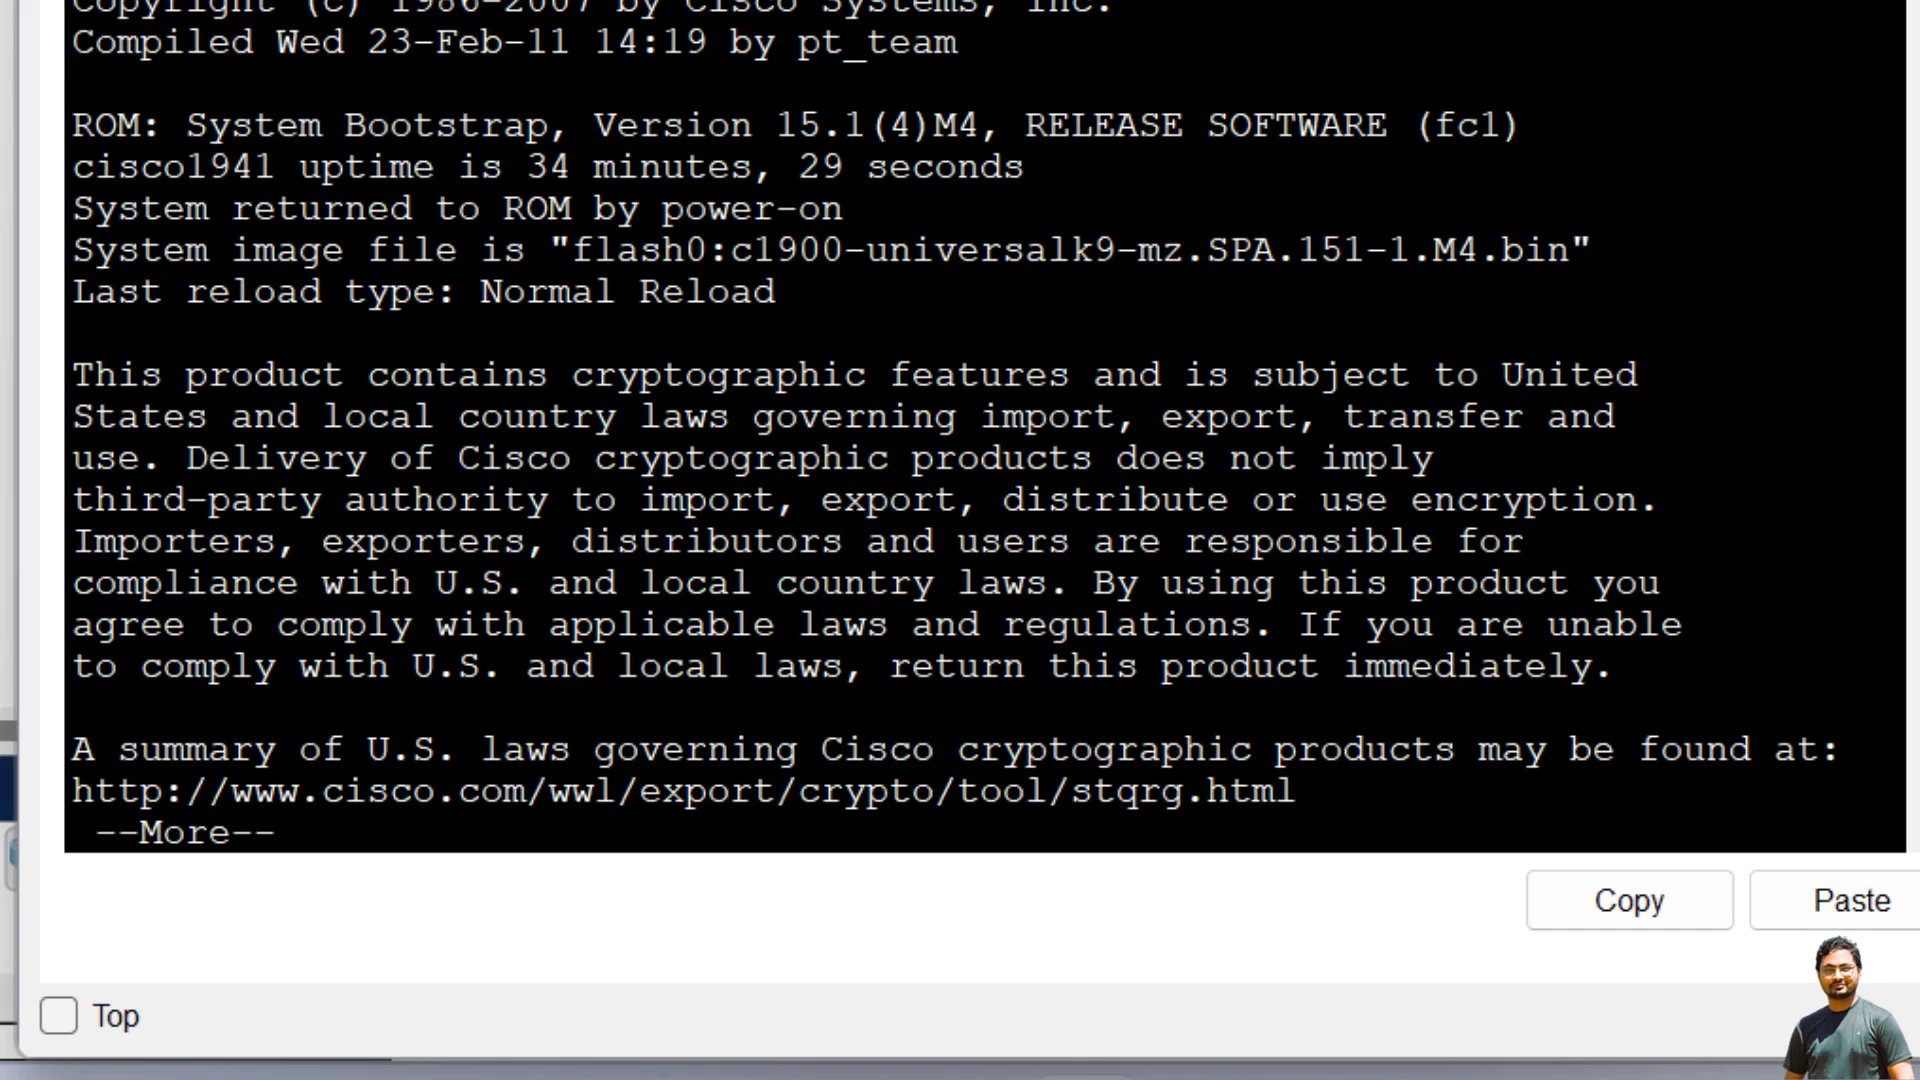 Copyright (c) 1986-2007 by Cisco Systems, Inc.
Compiled Wed 23-Feb-11 14:19 by pt_team
ROM: System Bootstrap, Version 15.1(4)M4, RELEASE SOFTWARE (fc1)
cisco1941 uptime is 34 minutes, 29 seconds
System returned to ROM by power-on
System image file is "flash0:c1900-universalk9-mz.SPA.151-1.M4.bin"
Last reload type: Normal Reload
This product contains cryptographic features and is subject to United
States and local country laws governing import, export, transfer and
use. Delivery of Cisco cryptographic products does not imply
third-party authority to import, export, distribute or use encryption.
Importers, exporters, distributors and users are responsible for
compliance with U.S. and local country laws. By using this product you
agree to comply with applicable laws and regulations. If you are unable
to comply with U.S. and local laws, return this product immediately.
A summary of U.S. laws governing Cisco cryptographic products may be found at:
http://www.cisco.com/wwl/export/crypto/tool/stqrg.html
--More--
Copy
Paste
Top